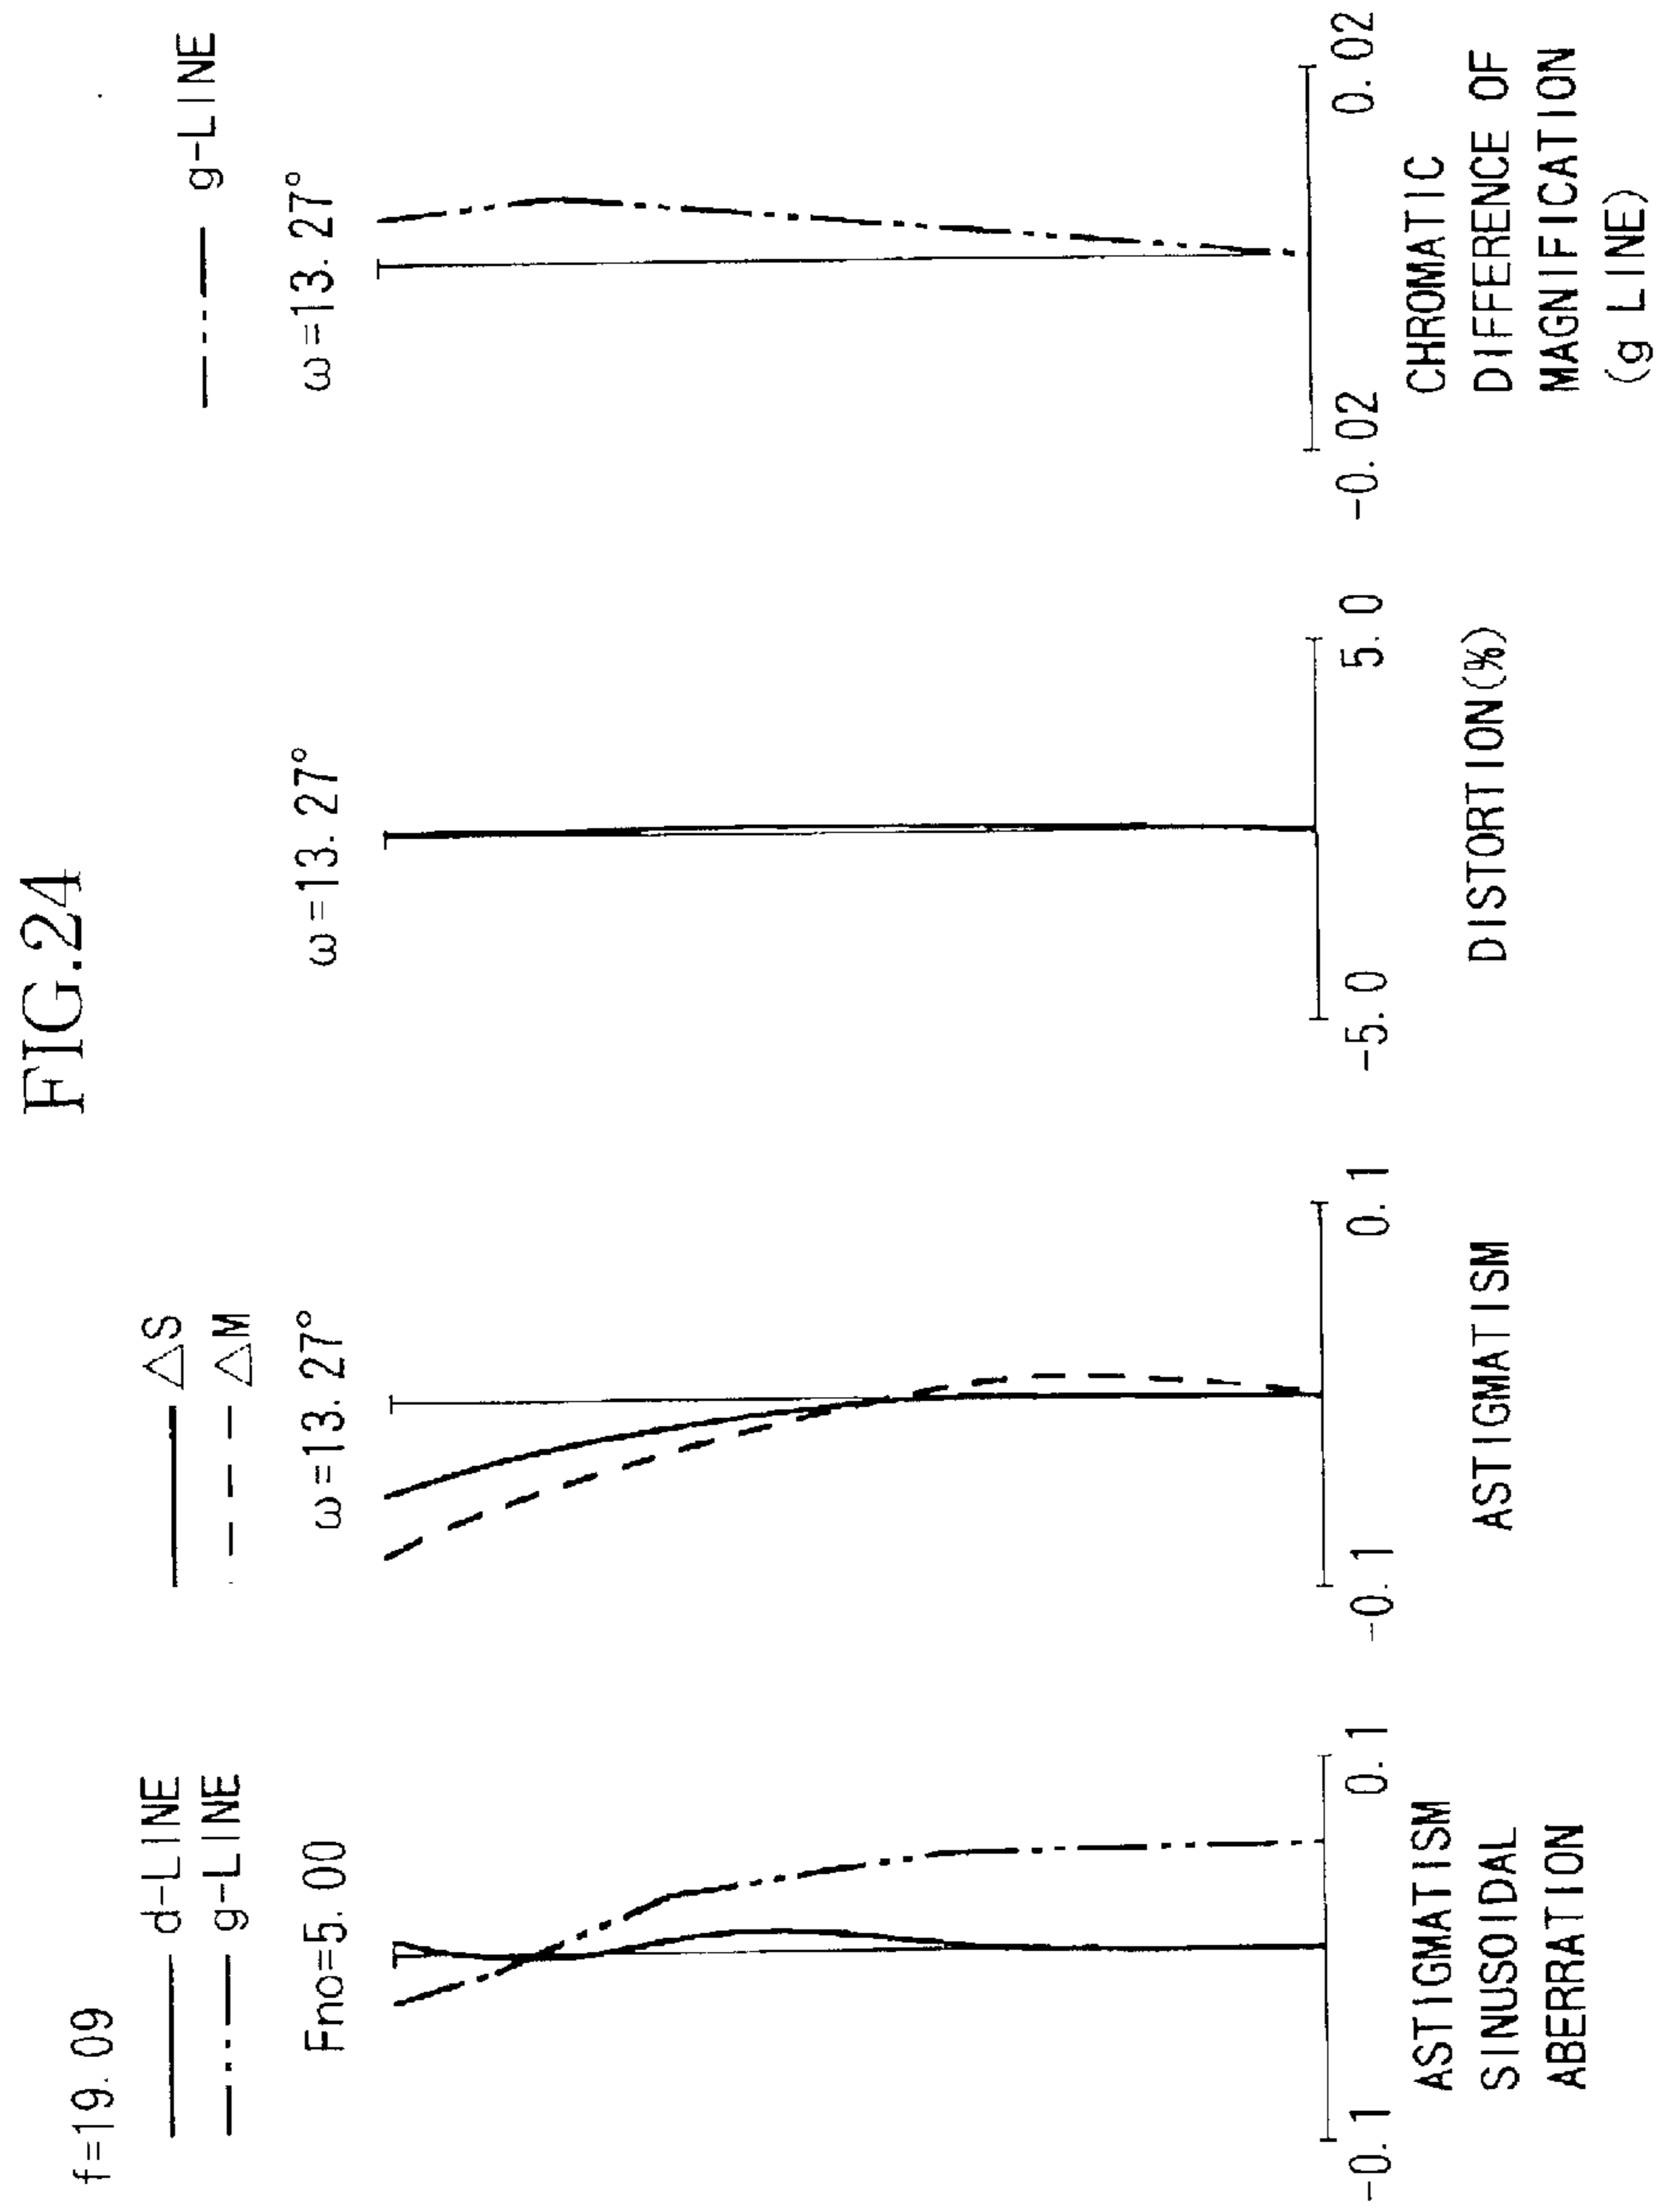 FIG.24
f=19.09
d-LINE
g-LINE
Fno=5.00
-0.1
0.1
ASTIGMATISM
SINUSOIDAL
ABERRATION
△S
△M
ω=13.27°
-0.1
0.1
ASTIGMATISM
ω=13.27°
-5.0
5.0
DISTORTION(%)
g-LINE
ω=13.27°
-0.02
0.02
CHROMATIC
DIFFERENCE OF
MAGNIFICATION
(g LINE)